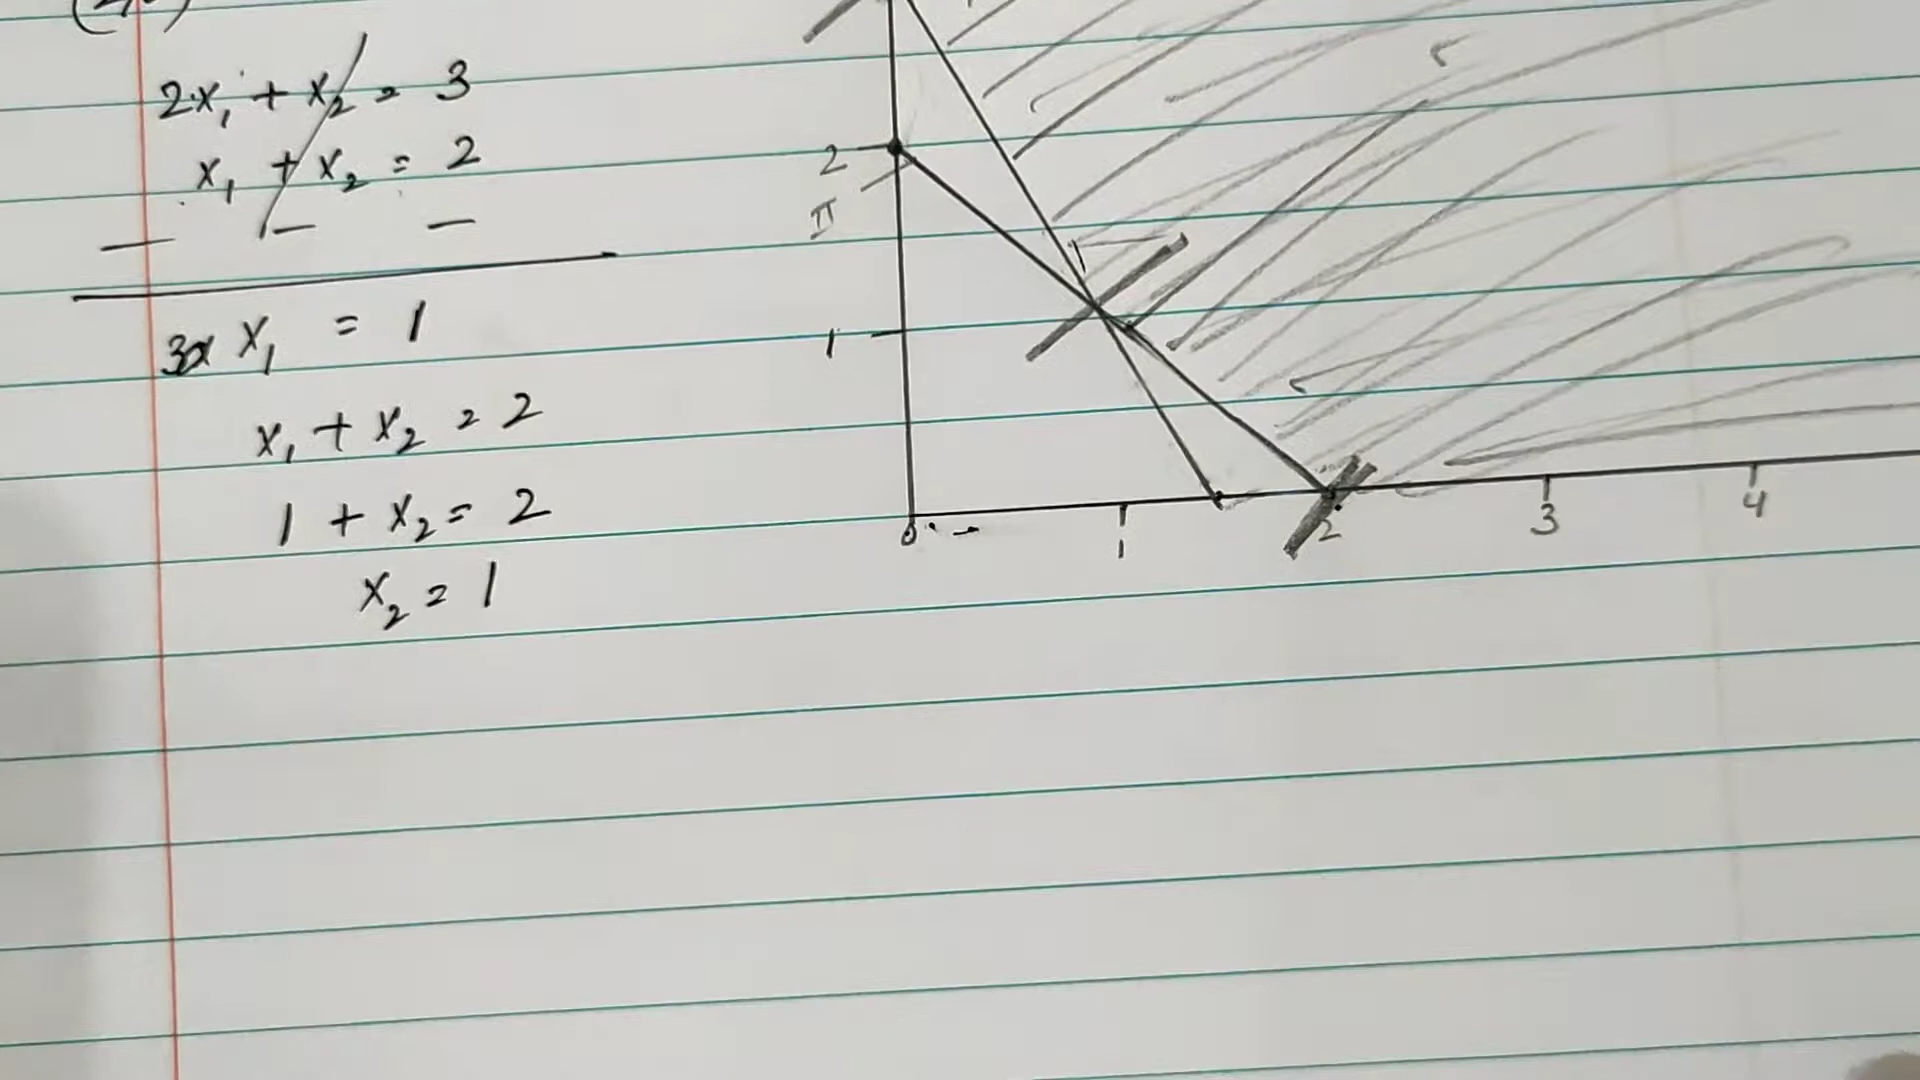 2x₁ + x₂ = 3
x₁ + x₂ = 2
— — —
x₁ = 1
x₁ + x₂ = 2
1 + x₂ = 2
x₂ = 1
2
II
1
0 1 2 3 4